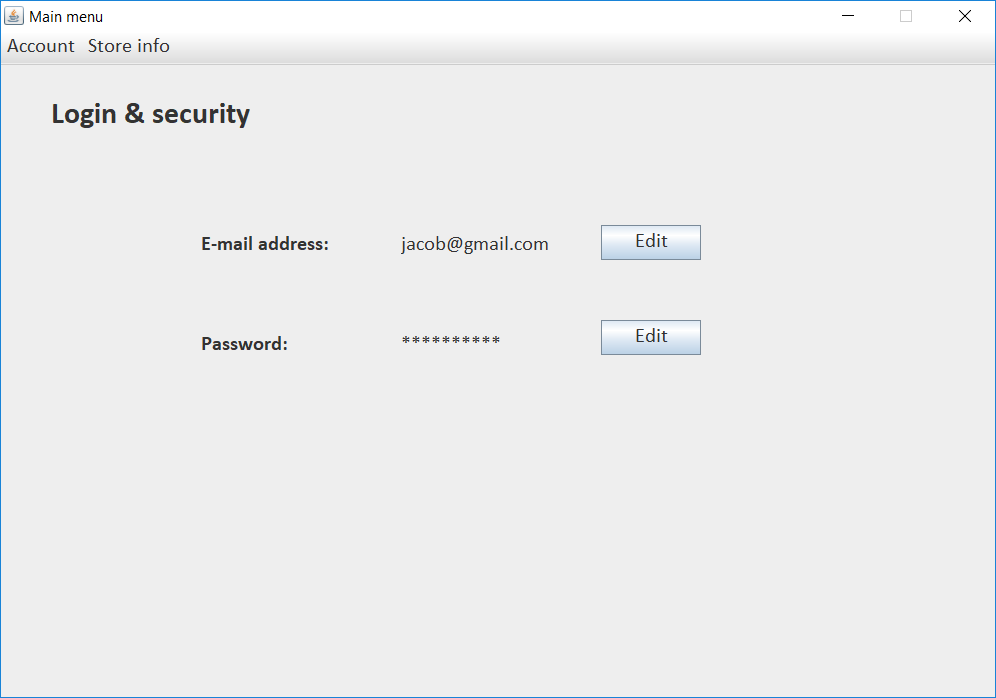 Main menu
Account Store info
Login & security
E-mail address: jacob@gmail.com Edit
Password: ********** Edit